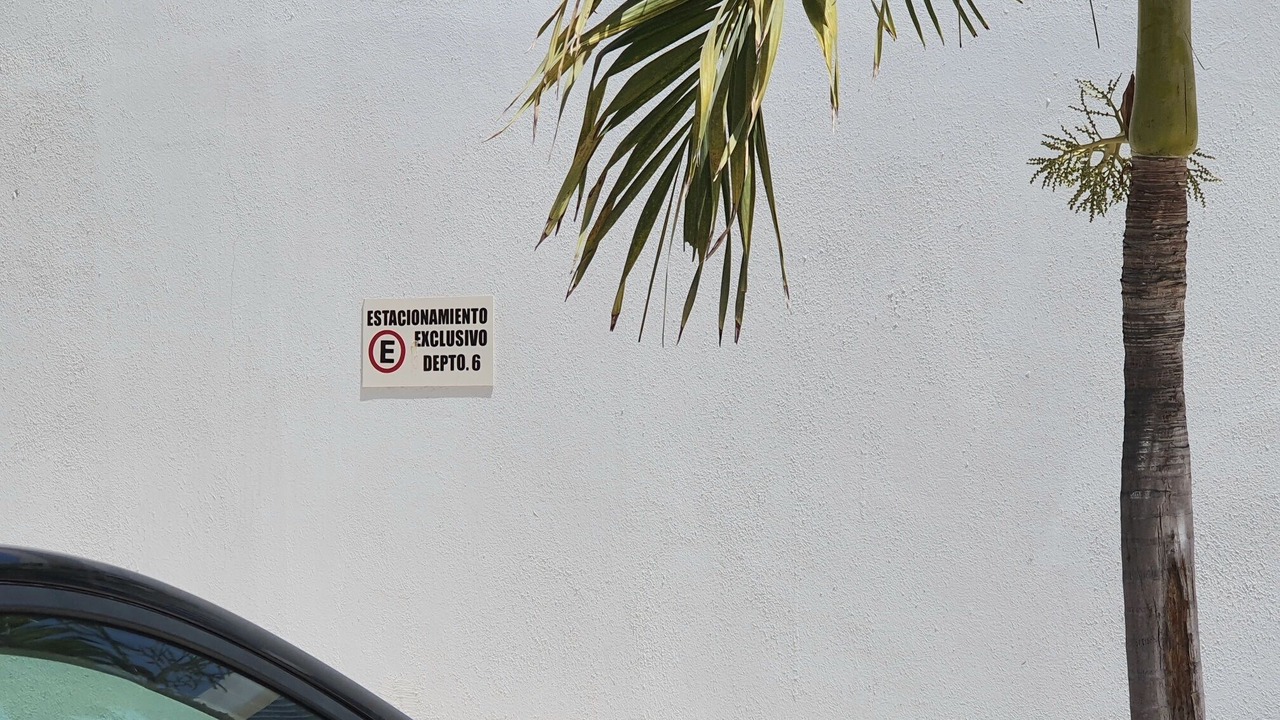 ESTACIONAMIENTO
E EXCLUSIVO
DEPTO. 6